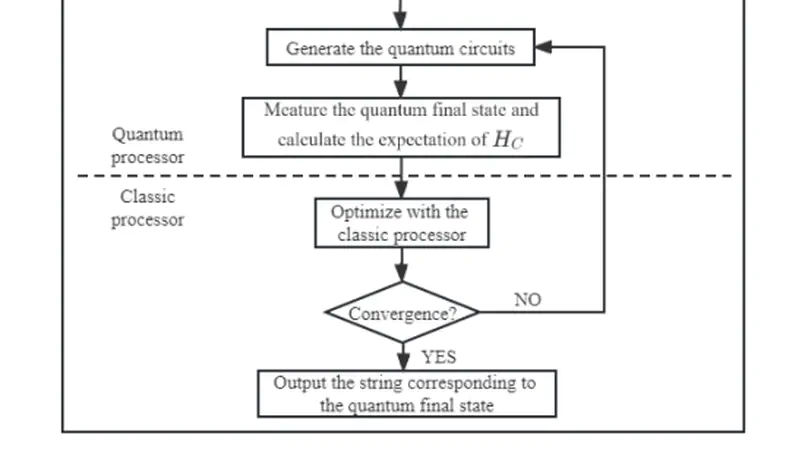 Generate the quantum circuits
Meature the quantum final state and
calculate the expectation of H_C
Quantum
processor
Classic
processor
Optimize with the
classic processor
Convergence?
NO
YES
Output the string corresponding to
the quantum final state